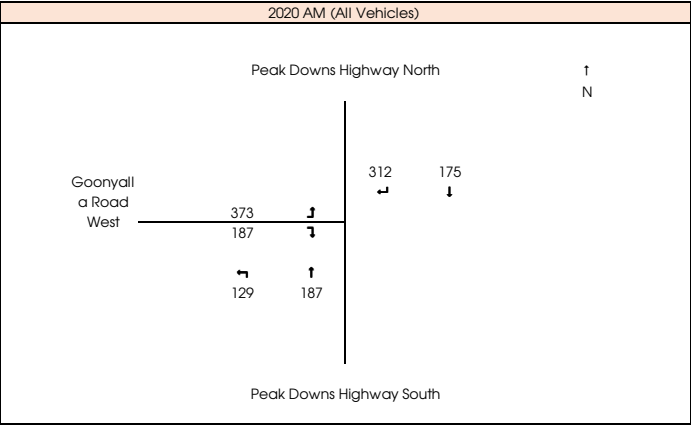 2020 AM (All Vehicles)
Peak Downs Highway North
↑
N
312 175
↵ ↓
Goonyall
a Road
West
373
187
129 187
Peak Downs Highway South